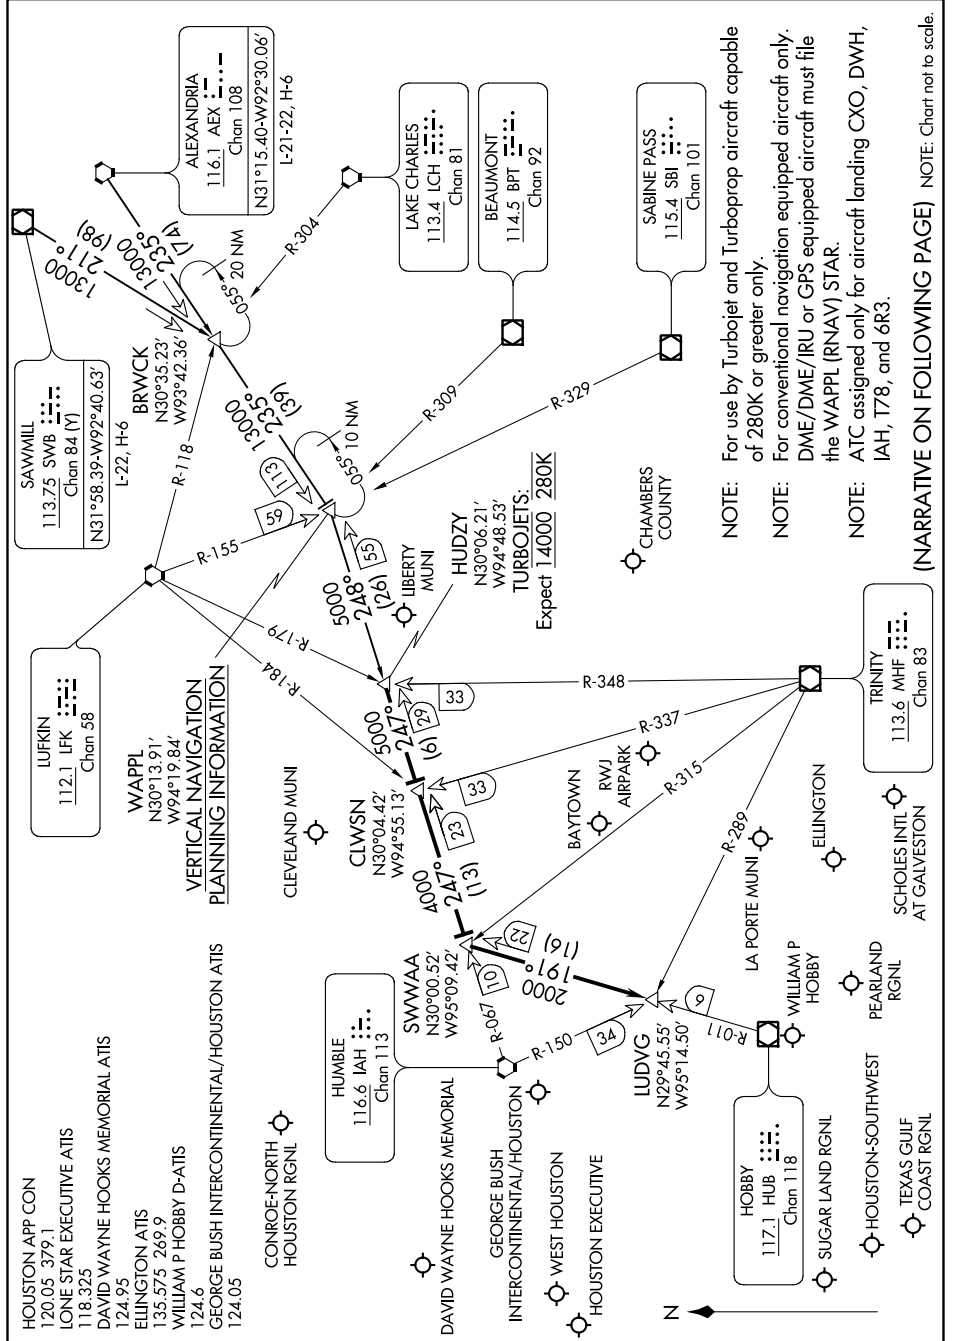 HOUSTON APP CON
120.05 379.1
LONE STAR EXECUTIVE ATIS
118.325
DAVID WAYNE HOOKS MEMORIAL ATIS
124.95
ELLINGTON ATIS
135.575 269.9
WILLIAM P HOBBY D-ATIS
124.6
GEORGE BUSH INTERCONTINENTAL/HOUSTON ATIS
124.05
LUFKIN
112.1 LFK
Chan 58
SAWMILL
113.75 SWB
Chan 84 (Y)
N31°58.39-W92°40.63'
L-22, H-6
ALEXANDRIA
116.1 AEX
Chan 108
N31°15.40-W92°30.06'
L-21-22, H-6
13000
211°
(98)
13000
235°
(74)
BRWCK
N30°35.23'
W93°42.36'
055° 20 NM
R-118
R-304
LAKE CHARLES
113.4 LCH
Chan 81
BEAUMONT
114.5 BPT
Chan 92
SABINE PASS
115.4 SBI
Chan 101
13000
235°
(39)
113
055° 10 NM
R-309
R-329
59
R-155
55
WAPPL
N30°13.91'
W94°19.84'
VERTICAL NAVIGATION
PLANNING INFORMATION
5000
248°
(26)
LIBERTY
MUNI
HUDZY
N30°06.21'
W94°48.53'
TURBOJETS:
Expect 14000 280K
CHAMBERS
COUNTY
R-179
R-184
33
29
R-348
5000
247°
(6)
CLEVELAND MUNI
CLWSN
N30°04.42'
W94°55.13'
33
23
R-337
4000
247°
(13)
BAYTOWN
RWJ
AIRPARK
R-315
R-289
TRINITY
113.6 MHF
Chan 83
HUMBLE
116.6 IAH
Chan 113
SWWAA
N30°00.52'
W95°09.42'
10
22
R-067
2000
191°
(16)
R-150
34
LUDVG
N29°45.55'
W95°14.50'
9
R-011
LA PORTE MUNI
ELLINGTON
SCHOLES INTL
AT GALVESTON
WILLIAM P
HOBBY
PEARLAND
RGNL
CONROE-NORTH
HOUSTON RGNL
DAVID WAYNE HOOKS MEMORIAL
GEORGE BUSH
INTERCONTINENTAL/HOUSTON
WEST HOUSTON
HOUSTON EXECUTIVE
HOBBY
117.1 HUB
Chan 118
SUGAR LAND RGNL
HOUSTON-SOUTHWEST
TEXAS GULF
COAST RGNL
N
NOTE: For use by Turbojet and Turboprop aircraft capable
of 280K or greater only.
NOTE: For conventional navigation equipped aircraft only.
DME/DME/IRU or GPS equipped aircraft must file
the WAPPL (RNAV) STAR.
NOTE: ATC assigned only for aircraft landing CXO, DWH,
IAH, T78, and 6R3.
(NARRATIVE ON FOLLOWING PAGE) NOTE: Chart not to scale.